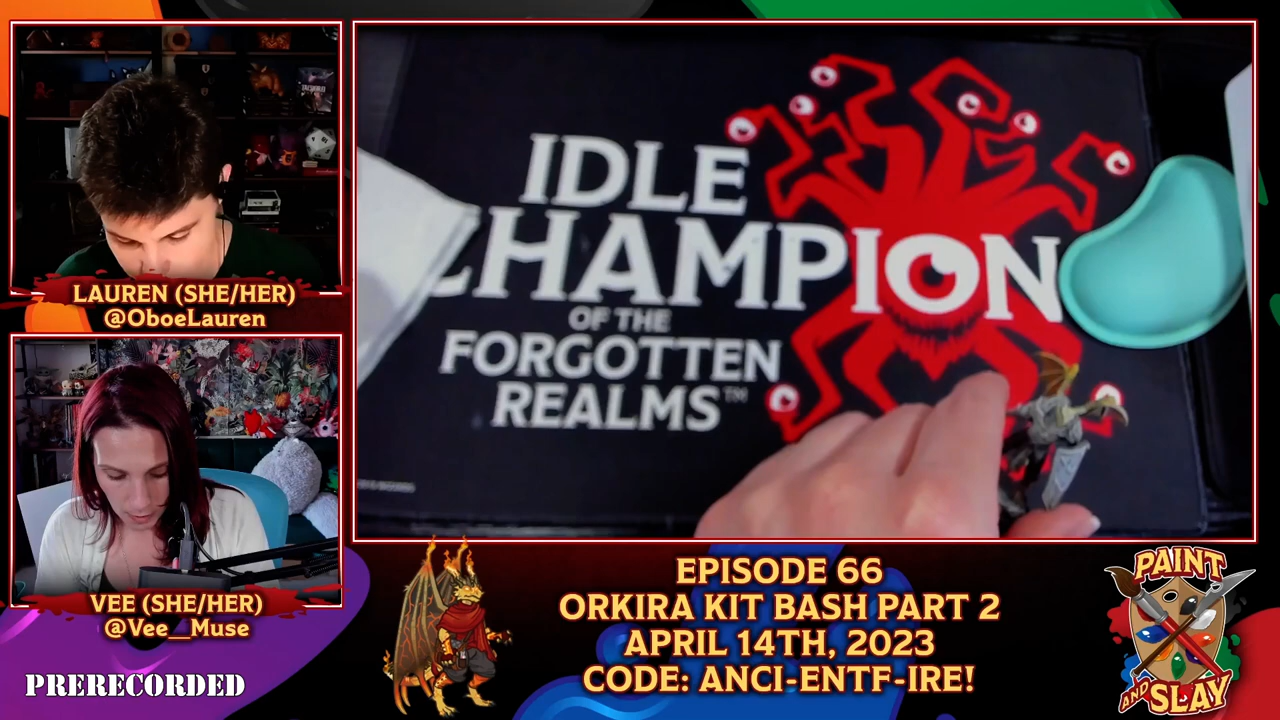 LAUREN (SHE/HER)
@OboeLauren
VEE (SHE/HER)
@Vee__Muse
PRERECORDED
IDLE
CHAMPION
OF THE
FORGOTTEN
REALMS™
EPISODE 66
ORKIRA KIT BASH PART 2
APRIL 14TH, 2023
CODE: ANCI-ENTF-IRE!
PAINT
AND SLAY